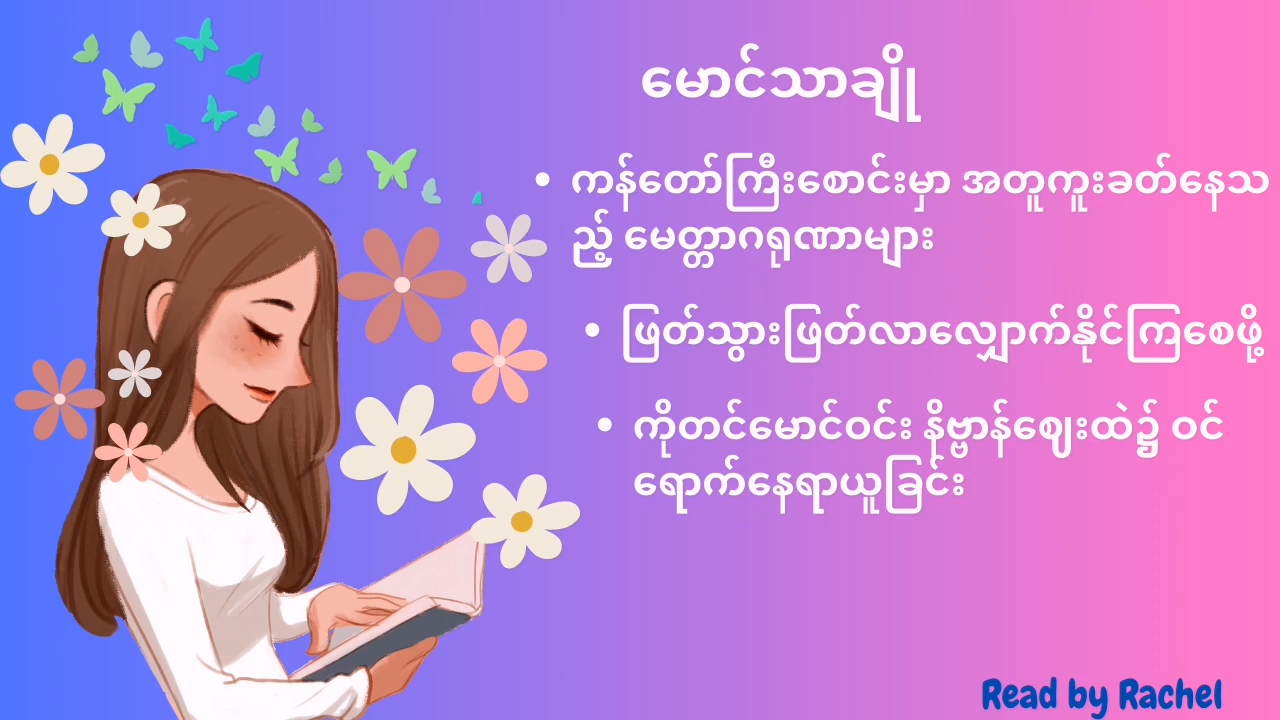 မောင်သာချို
• ကန်တော်ကြီးစောင်းမှာ အတူကူးခတ်နေသ
ည့် မေတ္တာဂရုဏာများ
• ဖြတ်သွားဖြတ်လာလျှောက်နိုင်ကြစေဖို့
• ကိုတင်မောင်ဝင်း နိဗ္ဗာန်ဈေးထဲ၌ ဝင်
ရောက်နေရာယူခြင်း
Read by Rachel